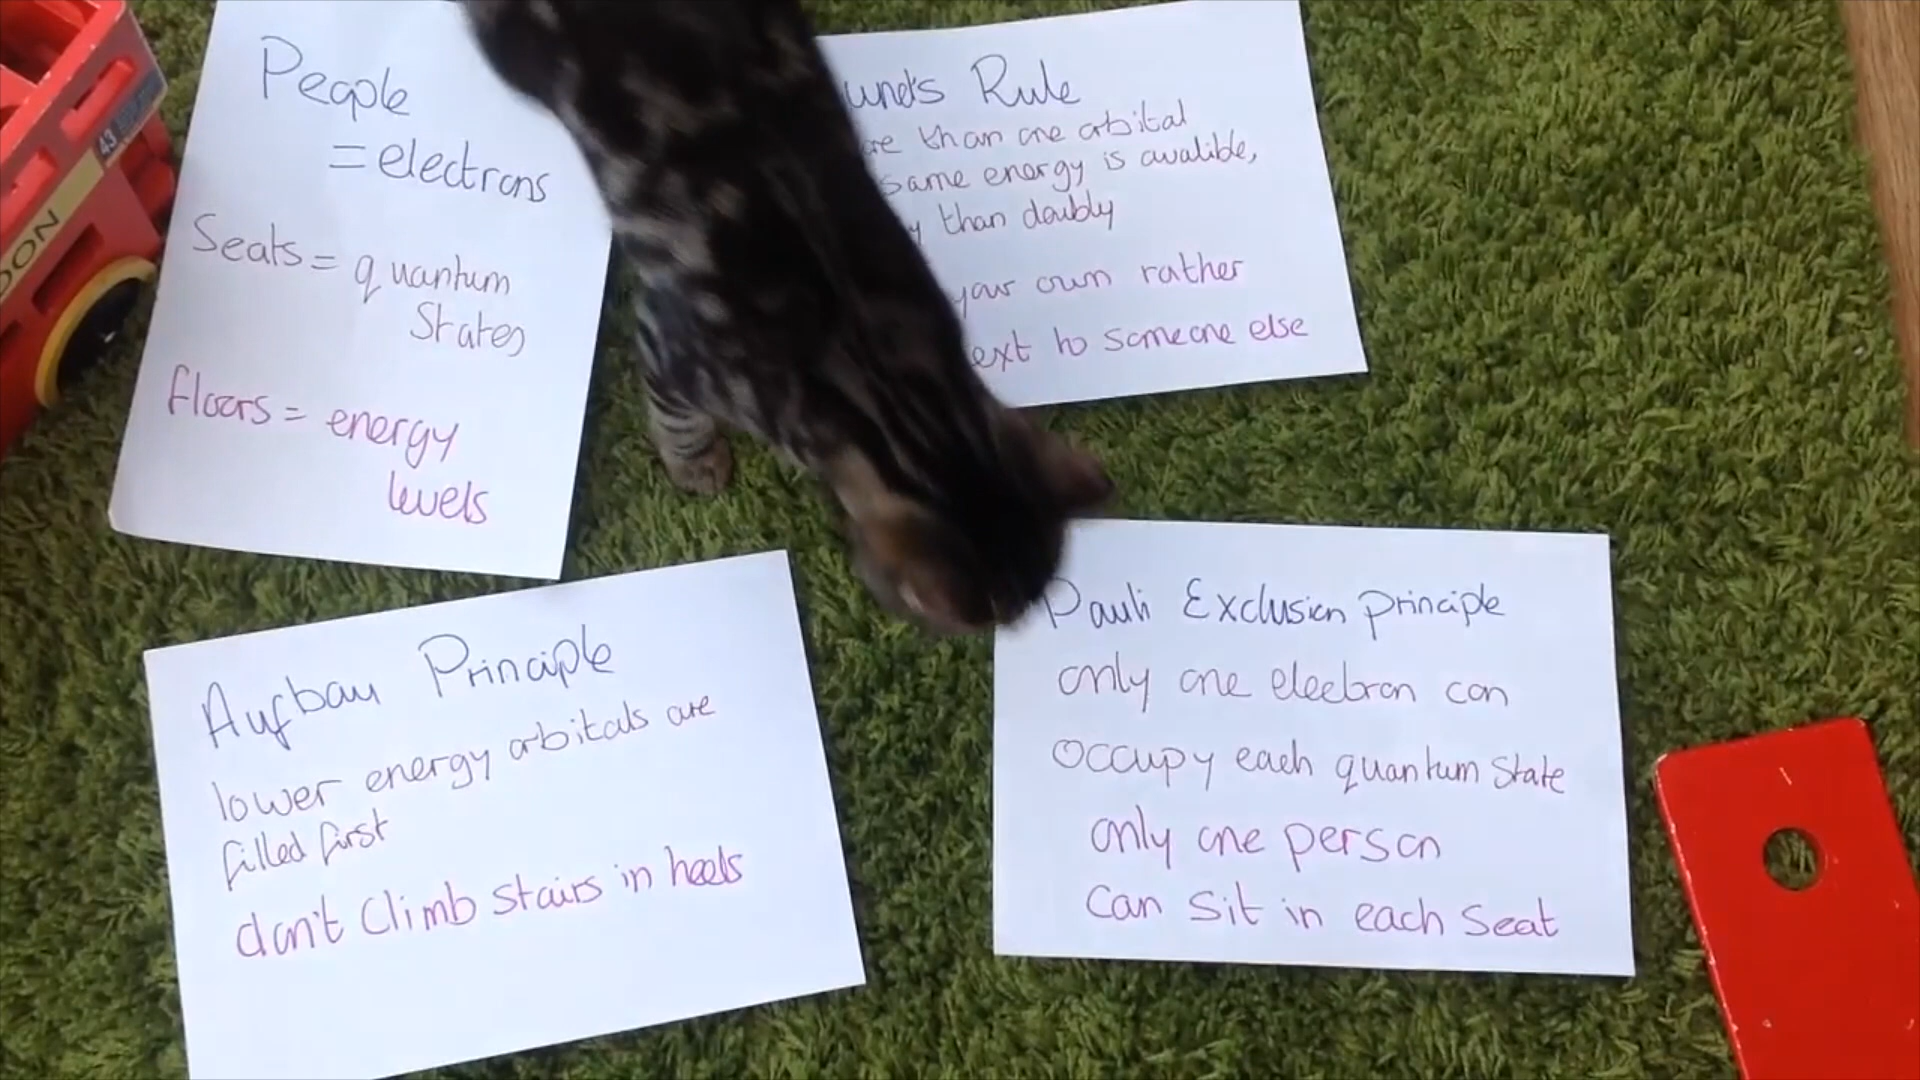 People
= electrons
Seats = quantum
States
floors = energy
levels
und's Rule
than one orbital
same energy is avalible,
than doubly
your own rather
ext to someone else
Aufbau Principle
lower energy orbitals are
filled first
don't climb stairs in heels
Pauli Exclusion principle
only one electron can
occupy each quantum state
only one person
can sit in each seat
43
DON